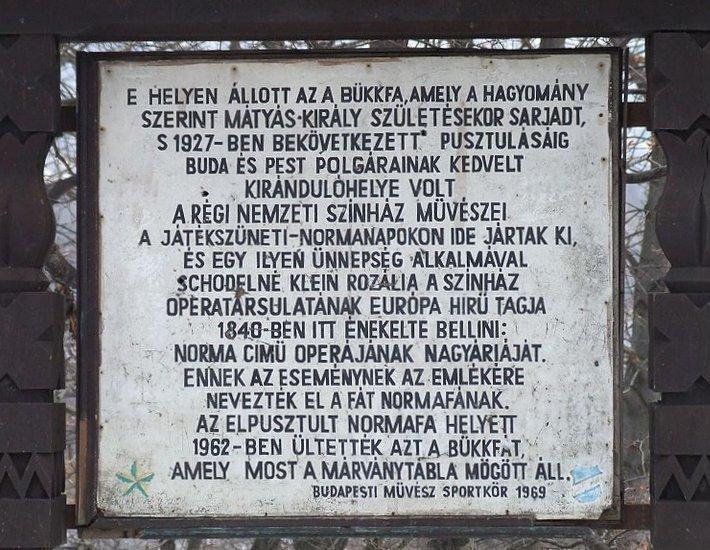 E HELYEN ÁLLOTT AZ A BÜKKFA, AMELY A HAGYOMÁNY
SZERINT MÁTYÁS KIRÁLY SZÜLETÉSEKOR SARJADT,
S 1927-BEN BEKÖVETKEZETT PUSZTULÁSÁIG
BUDA ÉS PEST POLGÁRAINAK KEDVELT
KIRÁNDULÓHELYE VOLT
A RÉGI NEMZETI SZÍNHÁZ MŰVÉSZEI
A JÁTÉKSZÜNETI-NORMANAPOKON IDE JÁRTAK KI,
ÉS EGY ILYEN ÜNNEPSÉG ALKALMÁVAL
SCHODELNÉ KLEIN ROZÁLIA A SZÍNHÁZ
OPERATÁRSULATÁNAK EURÓPA HÍRŰ TAGJA
1840-BEN ITT ÉNEKELTE BELLINI:
NORMA CÍMŰ OPERÁJÁNAK NAGYÁRIÁJÁT.
ENNEK AZ ESEMÉNYNEK AZ EMLÉKÉRE
NEVEZTÉK EL A FÁT NORMAFÁNAK.
AZ ELPUSZTULT NORMAFA HELYETT
1962-BEN ÜLTETTÉK AZT A BÜKKFÁT,
AMELY MOST A MÁRVÁNYTÁBLA MÖGÖTT ÁLL.
BUDAPESTI MŰVÉSZ SPORTKÖR 1969